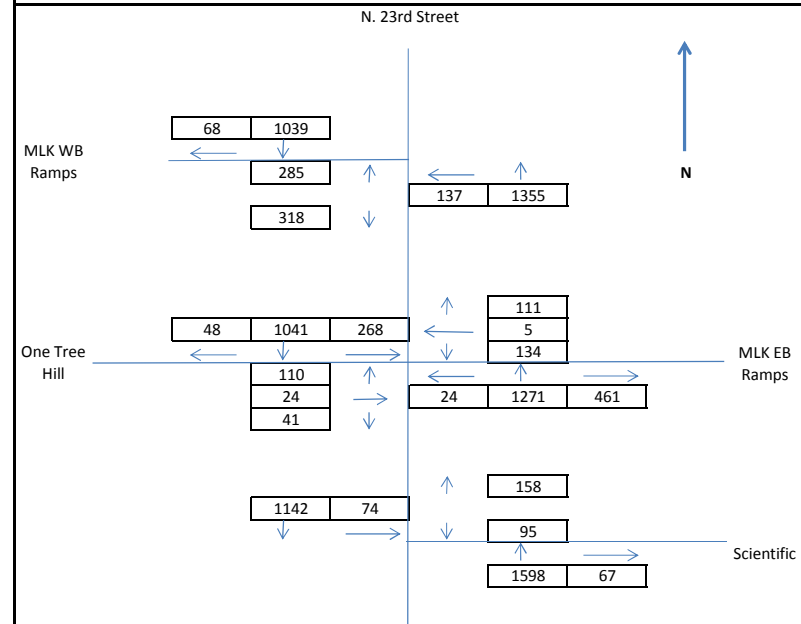 N. 23rd Street
68 1039
MLK WB
Ramps
285
318
137 1355
N
48 1041 268
111
5
134
One Tree
Hill
MLK EB
Ramps
110
24
41
24 1271 461
1142 74
158
95
Scientific
1598 67